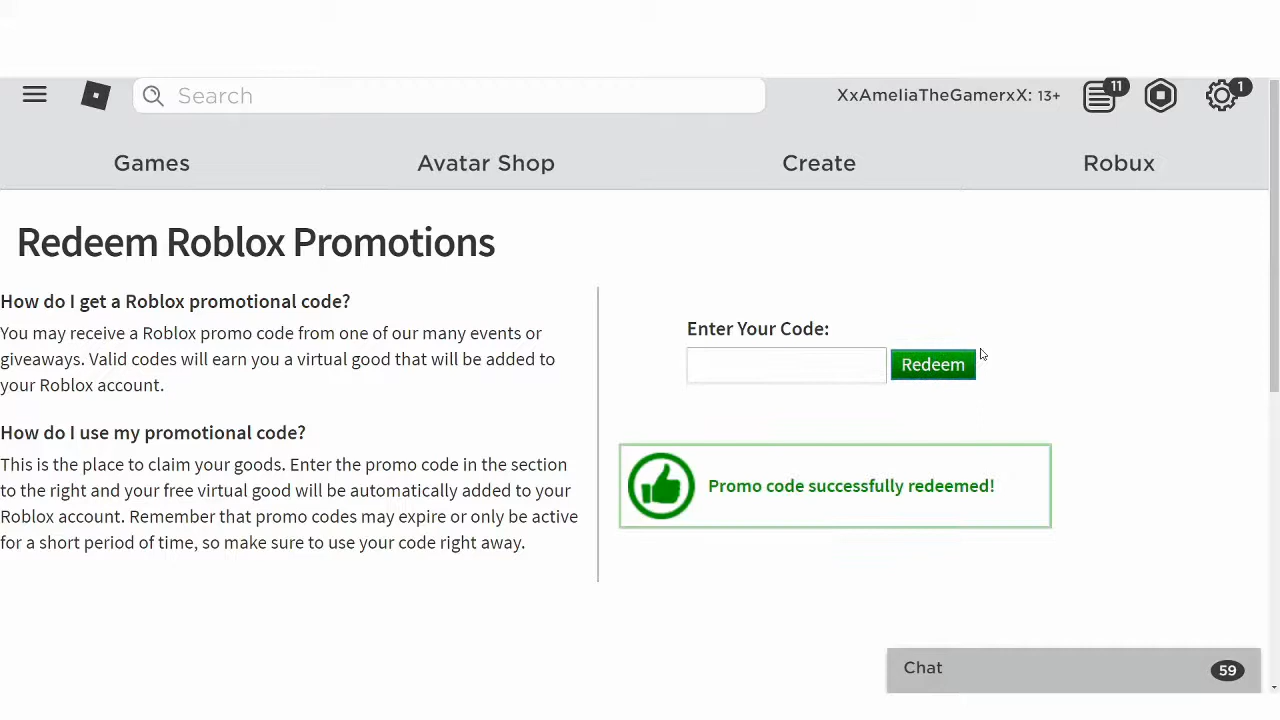 Search
XxAmeliaTheGamerxX: 13+
11
1
Games
Avatar Shop
Create
Robux
Redeem Roblox Promotions
How do I get a Roblox promotional code?
You may receive a Roblox promo code from one of our many events or
giveaways. Valid codes will earn you a virtual good that will be added to
your Roblox account.
How do I use my promotional code?
This is the place to claim your goods. Enter the promo code in the section
to the right and your free virtual good will be automatically added to your
Roblox account. Remember that promo codes may expire or only be active
for a short period of time, so make sure to use your code right away.
Enter Your Code:
Redeem
Promo code successfully redeemed!
Chat
59